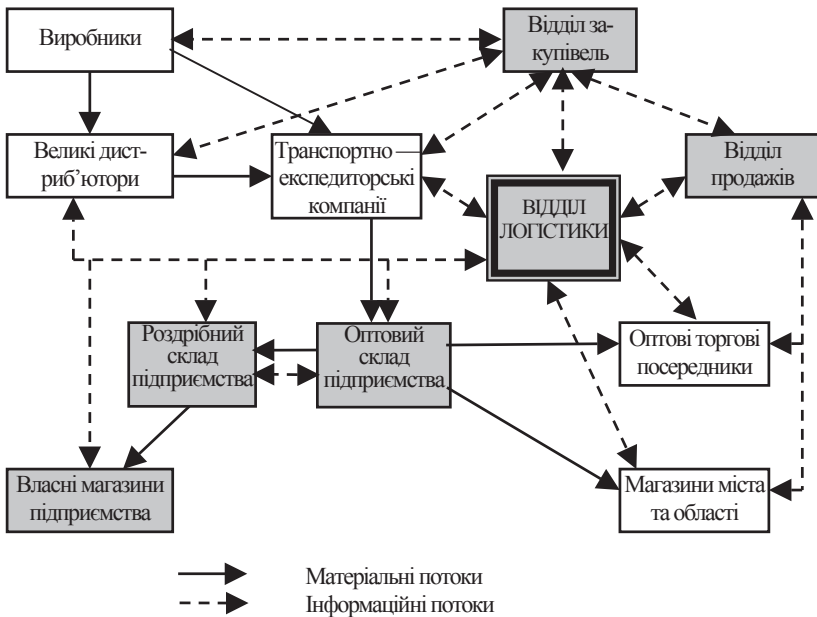 Виробники
Відділ за-
купівель
Великі дист-
риб’ютори
Транспортно —
експедиторські
компанії
Відділ
продажів
ВІДДІЛ
ЛОГІСТИКИ
Роздрібний
склад
підприємства
Оптовий
склад
підприємства
Оптові торгові
посередники
Власні магазини
підприємства
Магазини міста
та області
Матеріальні потоки
Інформаційні потоки